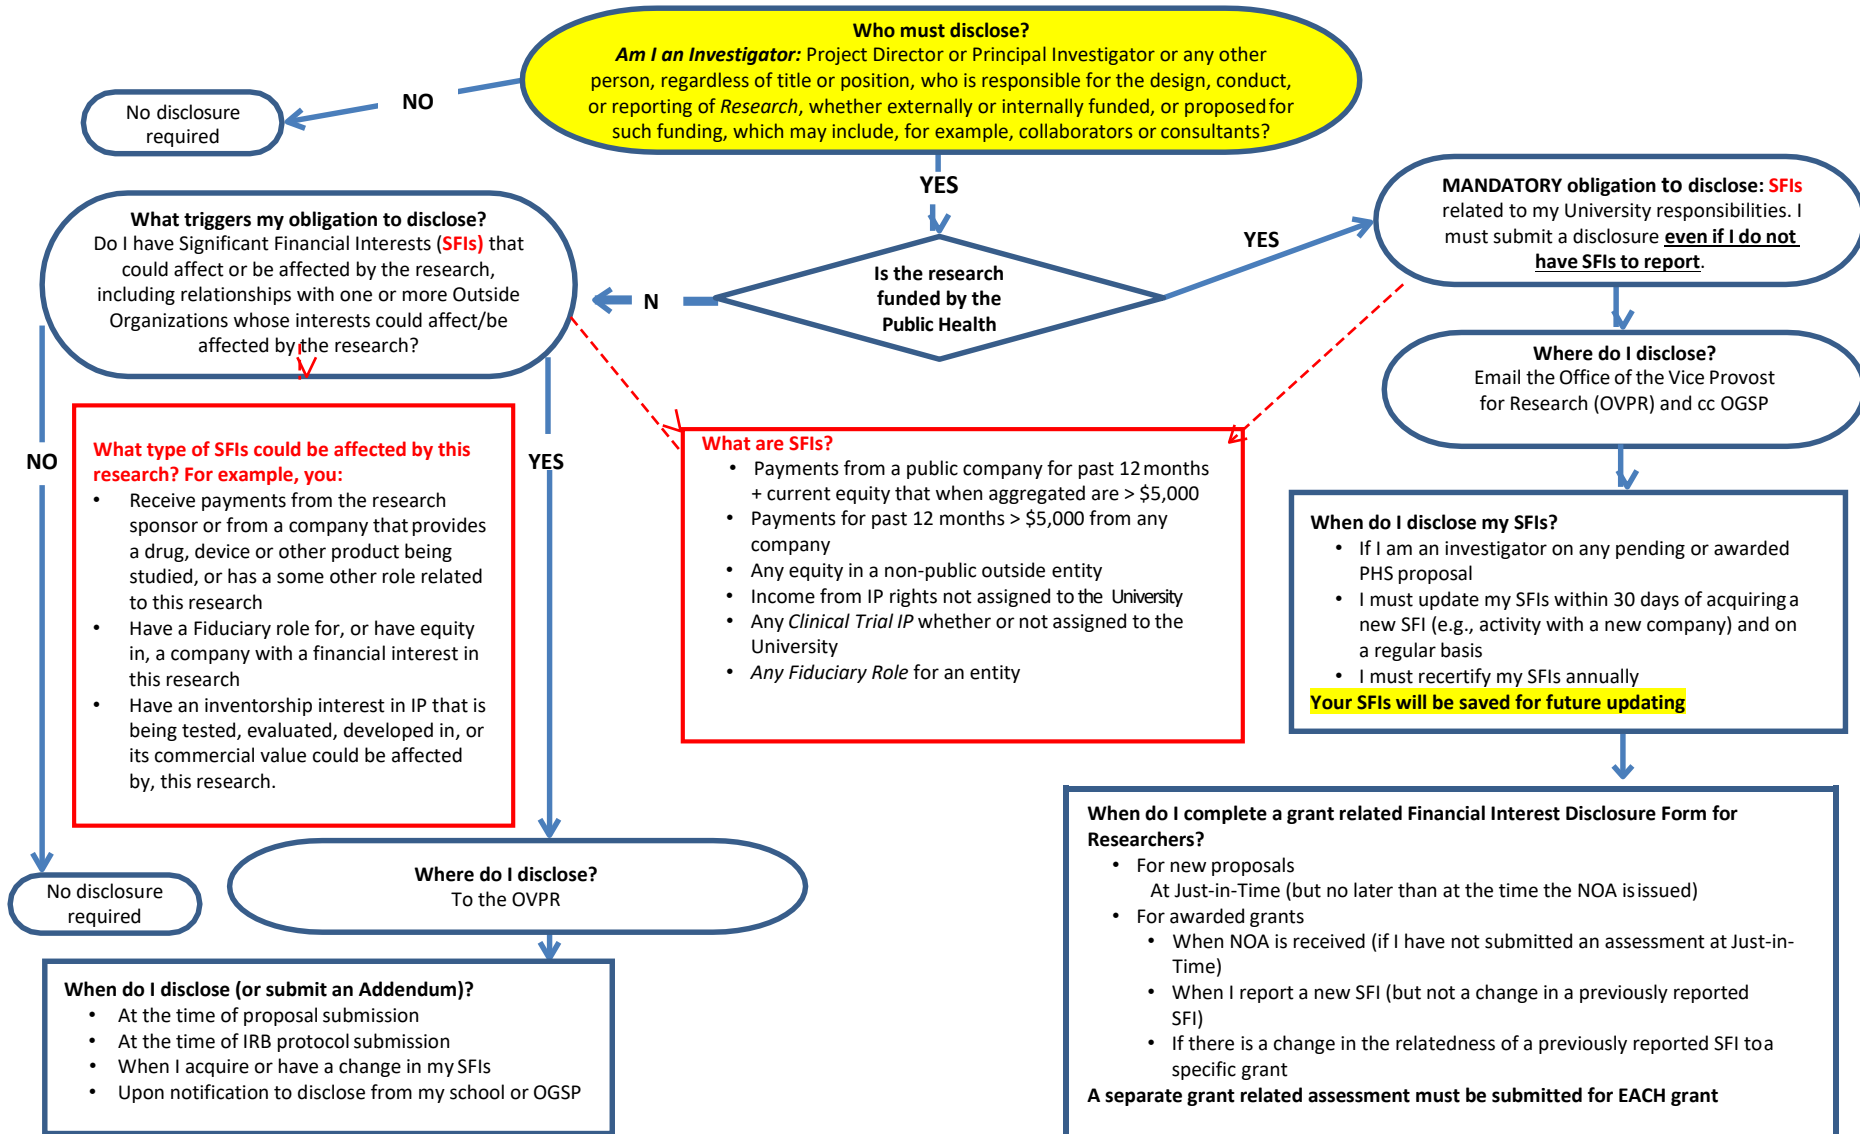 Who must disclose?
Am I an Investigator: Project Director or Principal Investigator or any other
person, regardless of title or position, who is responsible for the design, conduct,
or reporting of Research, whether externally or internally funded, or proposed for
such funding, which may include, for example, collaborators or consultants?
NO
No disclosure
required
YES
What triggers my obligation to disclose?
Do I have Significant Financial Interests (SFIs) that
could affect or be affected by the research,
including relationships with one or more Outside
Organizations whose interests could affect/be
affected by the research?
N
Is the research
funded by the
Public Health
YES
MANDATORY obligation to disclose: SFIs
related to my University responsibilities. I
must submit a disclosure even if I do not
have SFIs to report.
Where do I disclose?
Email the Office of the Vice Provost
for Research (OVPR) and cc OGSP
NO
What type of SFIs could be affected by this
research? For example, you:
• Receive payments from the research
sponsor or from a company that provides
a drug, device or other product being
studied, or has a some other role related
to this research
• Have a Fiduciary role for, or have equity
in, a company with a financial interest in
this research
• Have an inventorship interest in IP that is
being tested, evaluated, developed in, or
its commercial value could be affected
by, this research.
YES
What are SFIs?
• Payments from a public company for past 12 months
+ current equity that when aggregated are > $5,000
• Payments for past 12 months > $5,000 from any
company
• Any equity in a non-public outside entity
• Income from IP rights not assigned to the University
• Any Clinical Trial IP whether or not assigned to the
University
• Any Fiduciary Role for an entity
When do I disclose my SFIs?
• If I am an investigator on any pending or awarded
PHS proposal
• I must update my SFIs within 30 days of acquiring a
new SFI (e.g., activity with a new company) and on
a regular basis
• I must recertify my SFIs annually
Your SFIs will be saved for future updating
No disclosure
required
Where do I disclose?
To the OVPR
When do I disclose (or submit an Addendum)?
• At the time of proposal submission
• At the time of IRB protocol submission
• When I acquire or have a change in my SFIs
• Upon notification to disclose from my school or OGSP
When do I complete a grant related Financial Interest Disclosure Form for
Researchers?
• For new proposals
At Just-in-Time (but no later than at the time the NOA is issued)
• For awarded grants
• When NOA is received (if I have not submitted an assessment at Just-in-
Time)
• When I report a new SFI (but not a change in a previously reported
SFI)
• If there is a change in the relatedness of a previously reported SFI to a
specific grant
A separate grant related assessment must be submitted for EACH grant